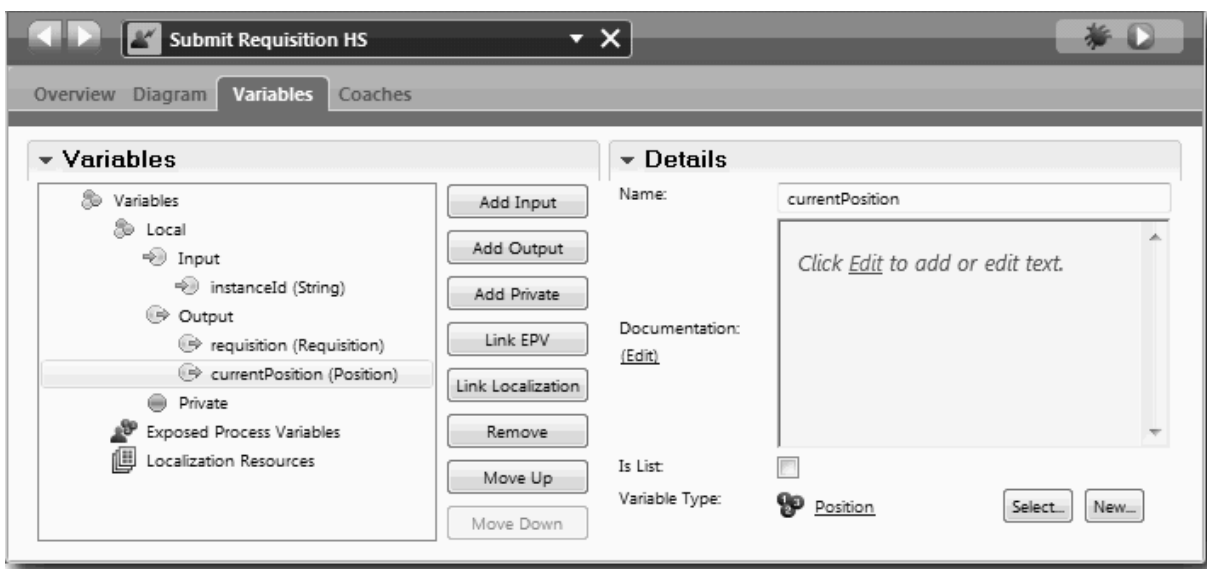 Submit Requisition HS
Overview Diagram Variables Coaches
Variables
Variables
Local
Input
instanceId (String)
Output
requisition (Requisition)
currentPosition (Position)
Private
Exposed Process Variables
Localization Resources
Add Input
Add Output
Add Private
Link EPV
Link Localization
Remove
Move Up
Move Down
Details
Name:
currentPosition
Click Edit to add or edit text.
Documentation:
(Edit)
Is List:
Variable Type:
Position
Select...
New...